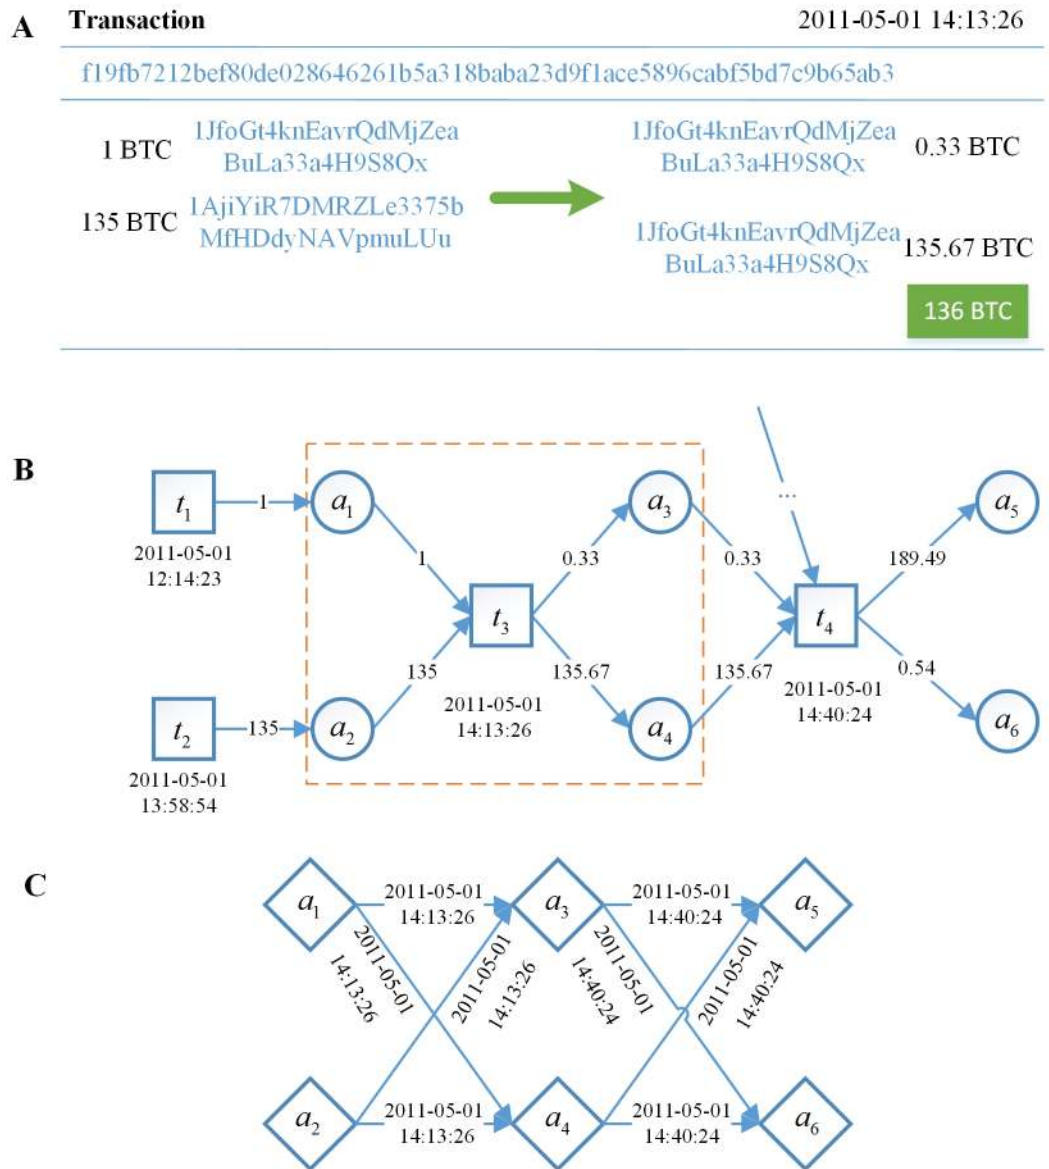 A
Transaction
2011-05-01 14:13:26
f19fb7212bef80de028646261b5a318baba23d9f1ace5896cabf5bd7c9b65ab3
1 BTC
1JfoGt4knEavrQdMjZea
BuLa33a4H9S8Qx
135 BTC
1AjiYiR7DMRZLe3375b
MfHDdyNAVpmuLUu
1JfoGt4knEavrQdMjZea
BuLa33a4H9S8Qx
0.33 BTC
1JfoGt4knEavrQdMjZea
BuLa33a4H9S8Qx
135.67 BTC
136 BTC
B
t1
2011-05-01
12:14:23
1
a1
1
t2
2011-05-01
13:58:54
135
a2
135
t3
2011-05-01
14:13:26
0.33
a3
0.33
135.67
a4
135.67
...
t4
2011-05-01
14:40:24
189.49
a5
0.54
a6
C
a1
2011-05-01
14:13:26
a3
2011-05-01
14:40:24
a5
2011-05-01
14:13:26
2011-05-01
14:13:26
2011-05-01
14:40:24
2011-05-01
14:40:24
a2
2011-05-01
14:13:26
a4
2011-05-01
14:40:24
a6